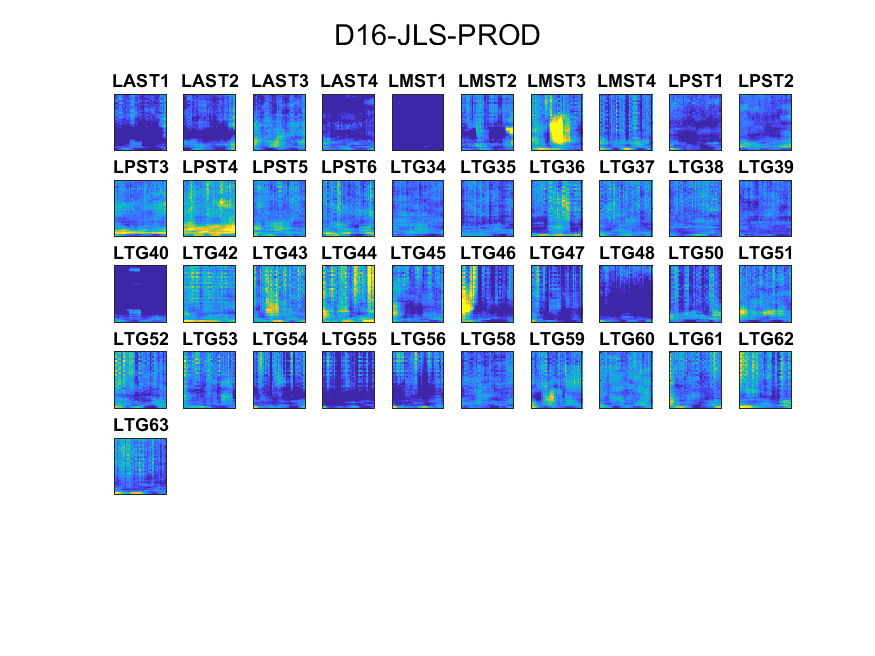 D16-JLS-PROD
LAST1 LAST2 LAST3 LAST4 LMST1 LMST2 LMST3 LMST4 LPST1 LPST2
LPST3 LPST4 LPST5 LPST6 LTG34 LTG35 LTG36 LTG37 LTG38 LTG39
LTG40 LTG42 LTG43 LTG44 LTG45 LTG46 LTG47 LTG48 LTG50 LTG51
LTG52 LTG53 LTG54 LTG55 LTG56 LTG58 LTG59 LTG60 LTG61 LTG62
LTG63